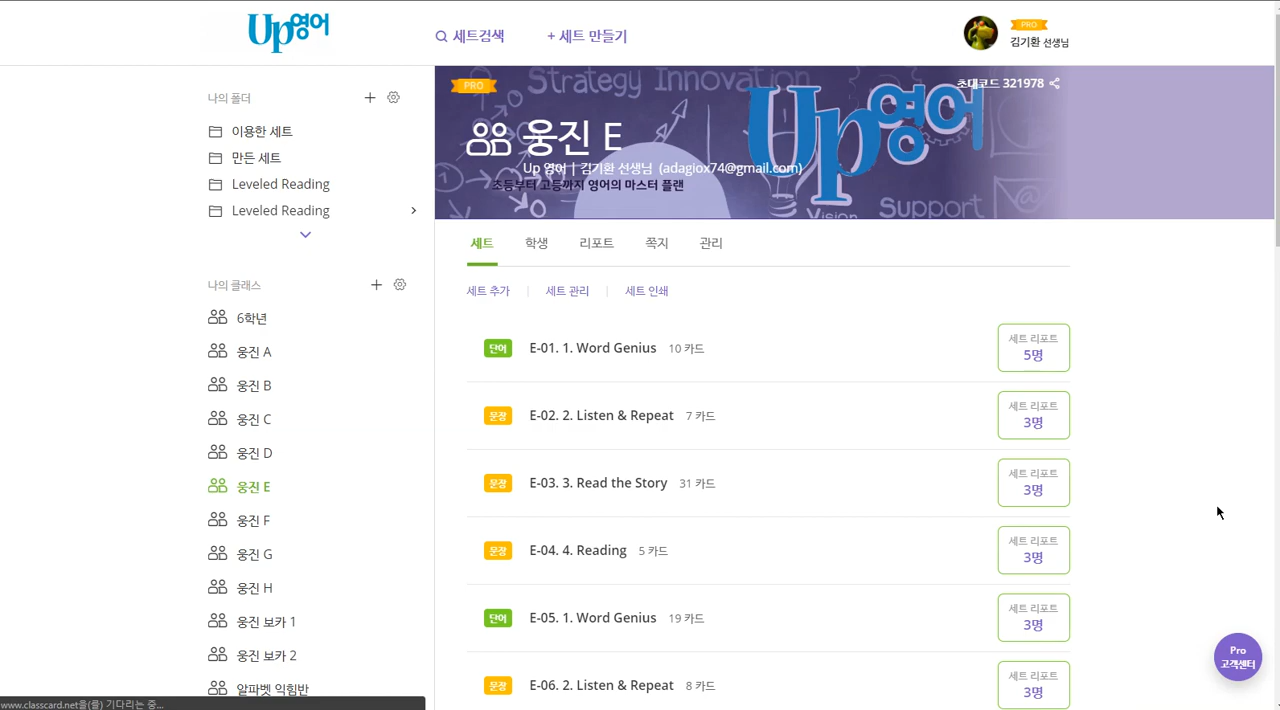 Up영어
세트검색
+ 세트 만들기
PRO
김기환 선생님
나의 폴더
이용한 세트
만든 세트
Leveled Reading
Leveled Reading
나의 클래스
6학년
웅진 A
웅진 B
웅진 C
웅진 D
웅진 E
웅진 F
웅진 G
웅진 H
웅진 보카 1
웅진 보카 2
알파벳 익힘반
www.classcard.net을(를) 기다리는 중...
PRO
Strategy Innovation
초대코드 321978
Up영어
웅진 E
Up 영어 | 김기환 선생님 (adagiox74@gmail.com)
초등부터 고등까지 영어의 마스터 플랜
Vision
Support
세트
학생
리포트
쪽지
관리
세트 추가
세트 관리
세트 인쇄
단어 E-01. 1. Word Genius 10 카드
세트 리포트
5명
문장 E-02. 2. Listen & Repeat 7 카드
세트 리포트
3명
문장 E-03. 3. Read the Story 31 카드
세트 리포트
3명
문장 E-04. 4. Reading 5 카드
세트 리포트
3명
단어 E-05. 1. Word Genius 19 카드
세트 리포트
3명
문장 E-06. 2. Listen & Repeat 8 카드
세트 리포트
3명
Pro
고객센터